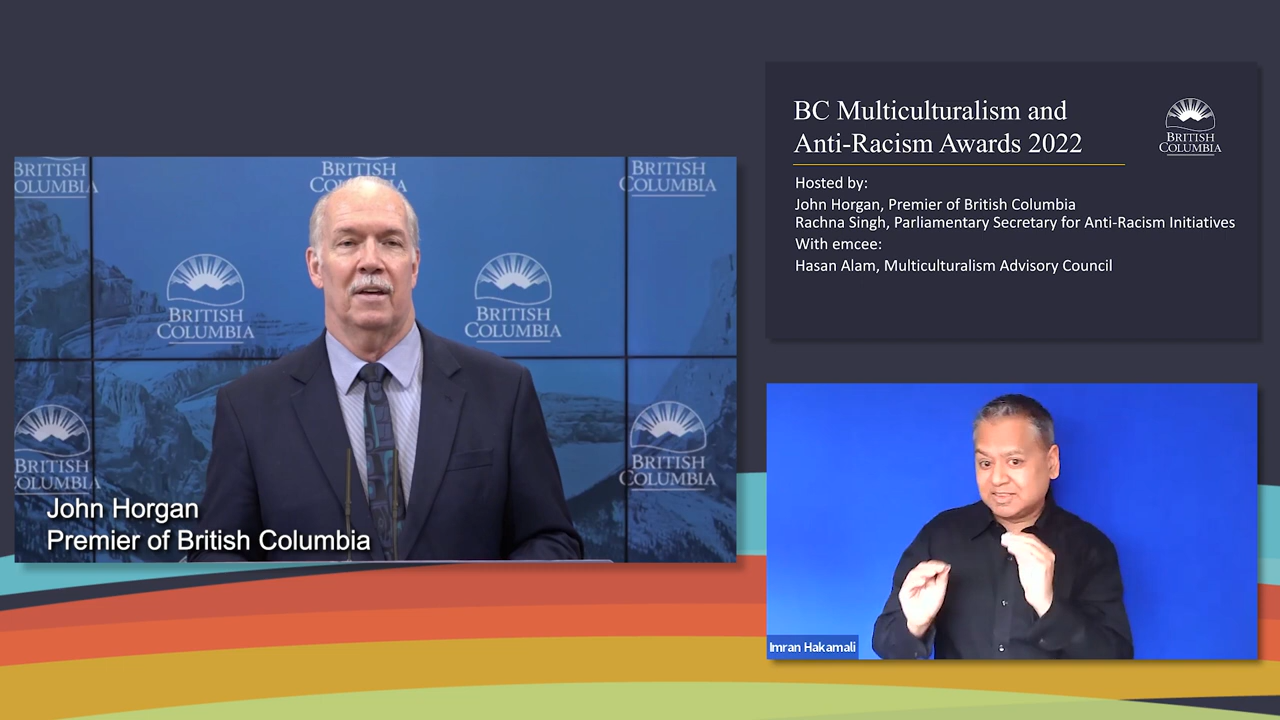 BC Multiculturalism and
Anti-Racism Awards 2022
BRITISH
COLUMBIA
Hosted by:
John Horgan, Premier of British Columbia
Rachna Singh, Parliamentary Secretary for Anti-Racism Initiatives
With emcee:
Hasan Alam, Multiculturalism Advisory Council
BRITISH
COLUMBIA
BRITISH
COLUMBIA
BRITISH
COLUMBIA
BRITISH
COLUMBIA
BRITISH
COLUMBIA
BRITISH
COLUMBIA
BRITISH
COLUMBIA
John Horgan
Premier of British Columbia
Imran Hakamali